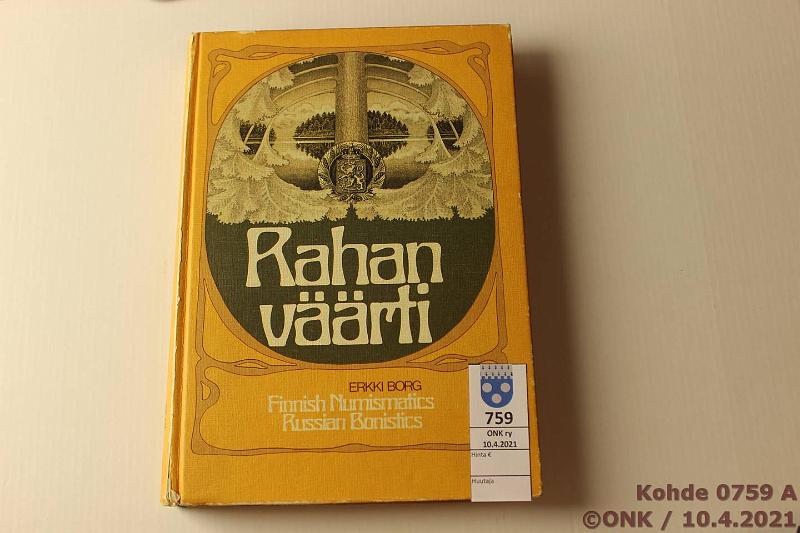 Rahan
väärti
ERKKI BORG
Finnish Numismatics
Russian Bonistics
759
ONK ry
10.4.2021
Hinta €
Huutaja
Kohde 0759 A
©ONK / 10.4.2021